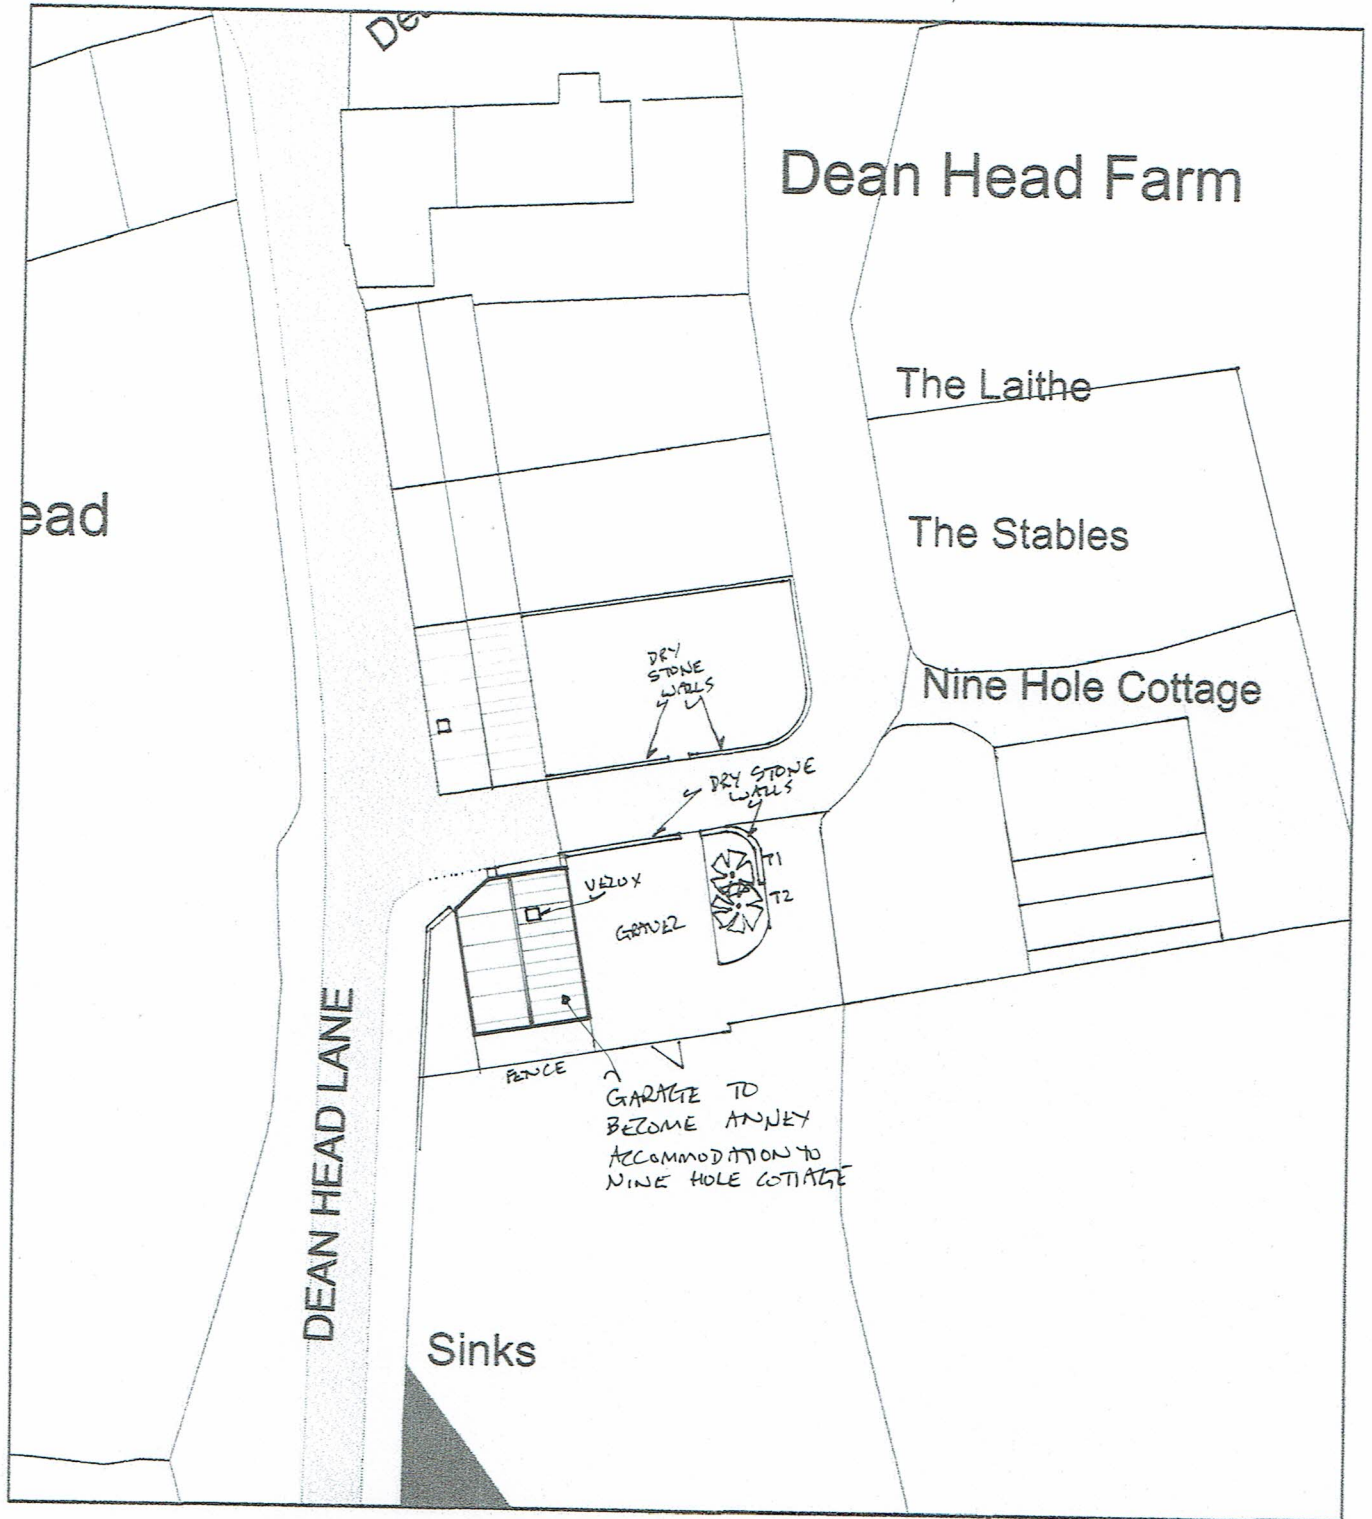 De
Dean Head Farm
The Laithe
ead
The Stables
DRY
STONE
WALLS
Nine Hole Cottage
DRY STONE
WALLS
T1
T2
VELUX
GRAVEL
FENCE
GARAGE TO
BECOME ANNEX
ACCOMMODATION TO
NINE HOLE COTTAGE
DEAN HEAD LANE
Sinks